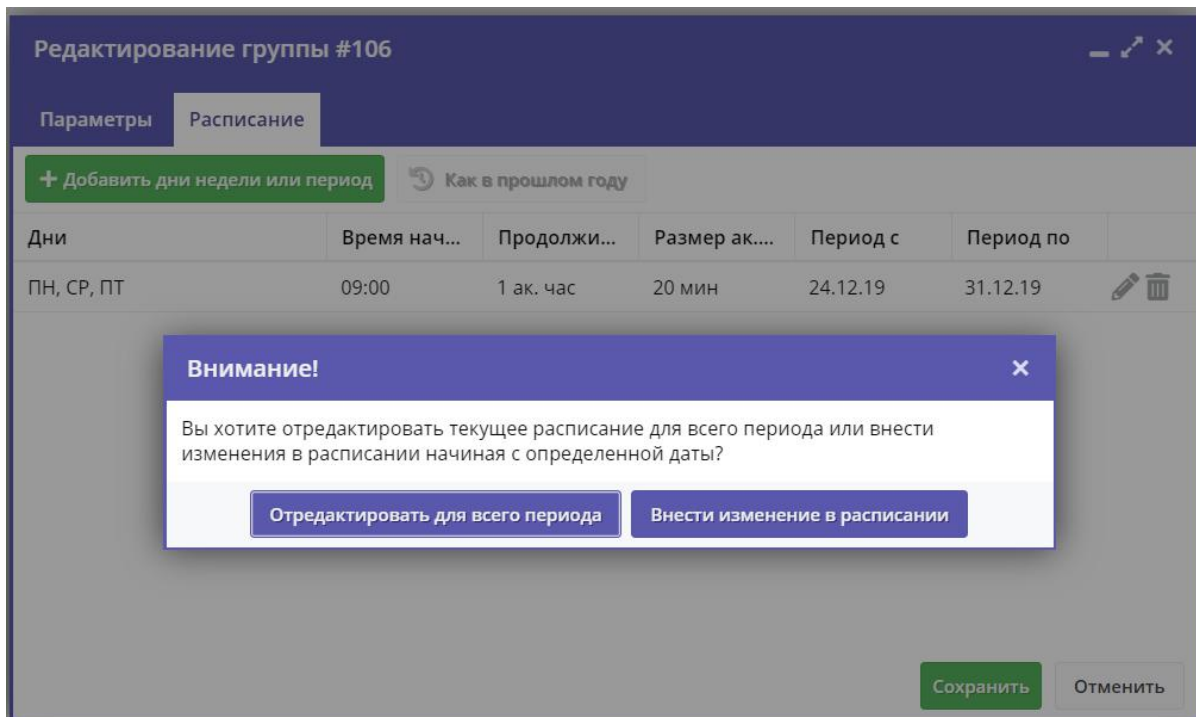 Редактирование группы #106
Параметры Расписание
+ Добавить дни недели или период Как в прошлом году
Дни Время нач... Продолжи... Размер ак.... Период с Период по
ПН, СР, ПТ 09:00 1 ак. час 20 мин 24.12.19 31.12.19
Внимание!
Вы хотите отредактировать текущее расписание для всего периода или внести
изменения в расписании начиная с определенной даты?
Отредактировать для всего периода Внести изменение в расписании
Сохранить Отменить